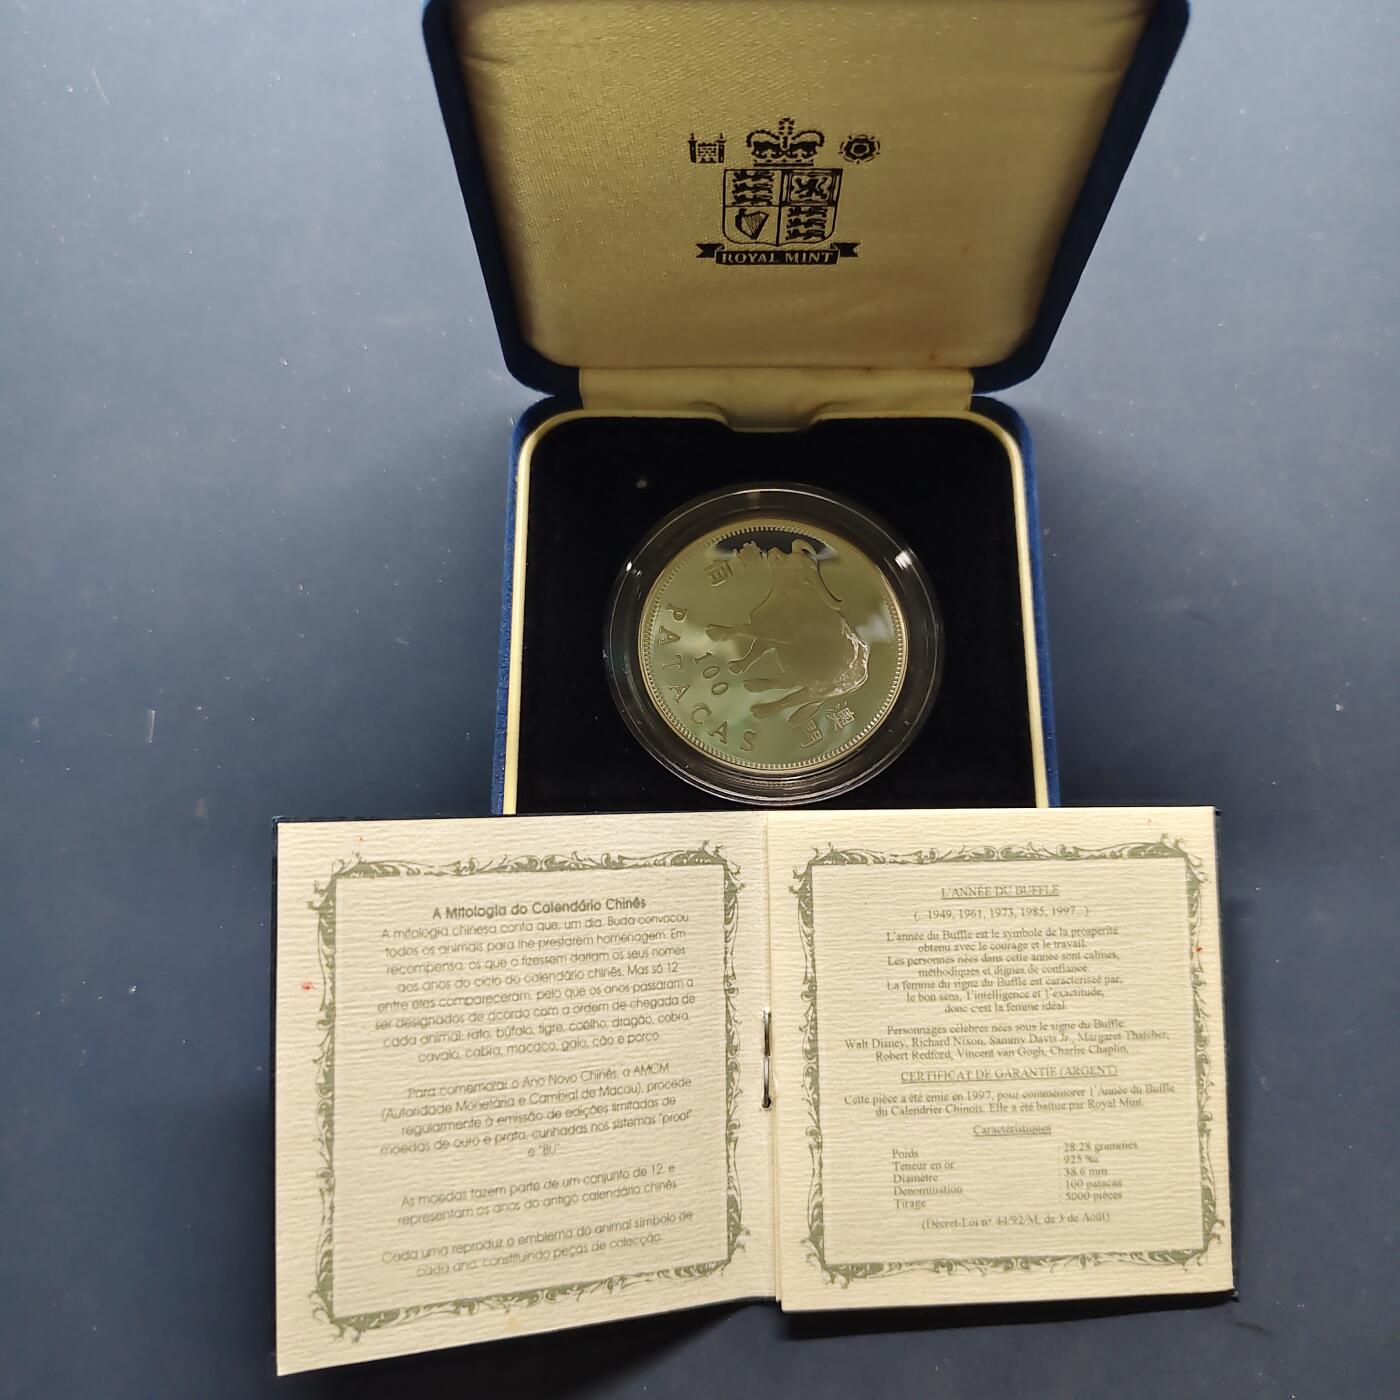 ROYAL MINT
百
澳門
100
PATACAS
A Mitologia do Calendário Chinês
A mitologia chinesa conta que, um dia, Buda convocou
todos os animais para lhe prestarem homenagem. Em
recompensa, os que o fizessem dariam os seus nomes
aos anos do ciclo do calendário chinês. Mas só 12
entre eles compareceram, pelo que os anos passaram a
ser designados de acordo com a ordem de chegada de
cada animal: rato, búfalo, tigre, coelho, dragão, cobra,
cavalo, cabra, macaco, galo, cão e porco.
Para comemorar o Ano Novo Chinês, a AMCM
(Autoridade Monetária e Cambial de Macau), procede
regularmente à emissão de edições limitadas de
moedas de ouro e prata, cunhadas nos sistemas "proof"
e "BU".
As moedas fazem parte de um conjunto de 12, e
representam os anos do antigo calendário chinês.
Cada uma reproduz o emblema do animal símbolo de
cada ano, constituindo peças de colecção.
L'ANNÉE DU BUFFLE
(...1949, 1961, 1973, 1985, 1997...)
L'année du Buffle est le symbole de la prosperité
obtenu avec le courage et le travail.
Les personnes nées dans cette année sont calmes,
méthodiques et dignes de confiance.
La femme du signe du Buffle est caracterisée par,
le bon sens, l'intelligence et l'exactitude,
donc c'est la femme idéal.
Personnages célèbres nées sous le signe du Buffle:
Walt Disney, Richard Nixon, Sammy Davis Jr., Margaret Thatcher,
Robert Redford, Vincent van Gogh, Charlie Chaplin,
CERTIFICAT DE GARANTIE (ARGENT)
Cette pièce a été emie en 1997, pour commémorer l'Année du Buffle
du Calendrier Chinois. Elle a été battue par Royal Mint.
Caractéristiques
Poids : 28.28 grammes
Teneur en or : 925 ‰
Diamètre : 38.6 mm
Denomination : 100 patacas
Tirage : 5000 pièces
(Décret-Loi n° 44/92/M, de 3 de Août)